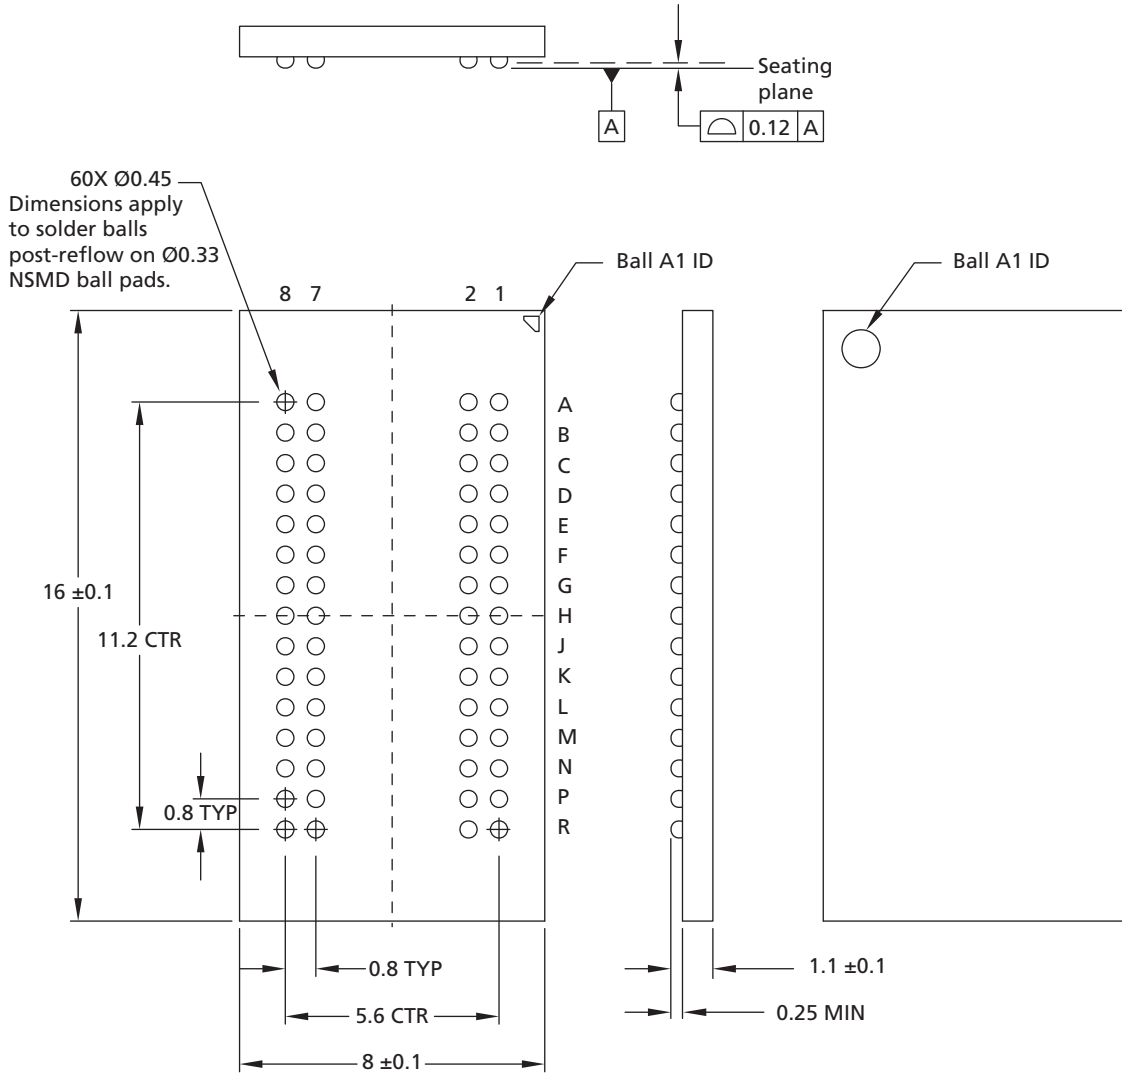 Seating
plane
A
0.12 A
60X Ø0.45
Dimensions apply
to solder balls
post-reflow on Ø0.33
NSMD ball pads.
Ball A1 ID
Ball A1 ID
8 7 2 1
A
B
C
D
E
F
G
16 ±0.1
H
11.2 CTR
J
K
L
M
N
P
0.8 TYP
R
0.8 TYP
1.1 ±0.1
5.6 CTR
0.25 MIN
8 ±0.1